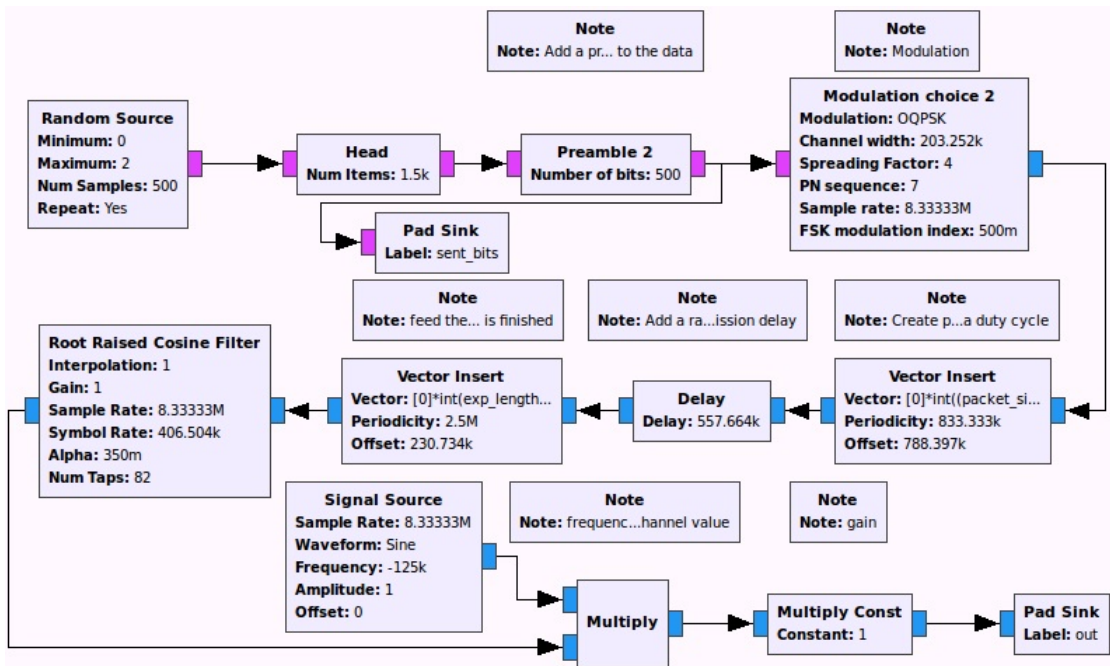 Note
Note: Add a pr... to the data
Note
Note: Modulation
Random Source
Minimum: 0
Maximum: 2
Num Samples: 500
Repeat: Yes
Head
Num Items: 1.5k
Preamble 2
Number of bits: 500
Modulation choice 2
Modulation: OQPSK
Channel width: 203.252k
Spreading Factor: 4
PN sequence: 7
Sample rate: 8.33333M
FSK modulation index: 500m
Pad Sink
Label: sent_bits
Note
Note: feed the... is finished
Note
Note: Add a ra...ission delay
Note
Note: Create p...a duty cycle
Root Raised Cosine Filter
Interpolation: 1
Gain: 1
Sample Rate: 8.33333M
Symbol Rate: 406.504k
Alpha: 350m
Num Taps: 82
Vector Insert
Vector: [0]*int(exp_length...
Periodicity: 2.5M
Offset: 230.734k
Delay
Delay: 557.664k
Vector Insert
Vector: [0]*int((packet_si...
Periodicity: 833.333k
Offset: 788.397k
Signal Source
Sample Rate: 8.33333M
Waveform: Sine
Frequency: -125k
Amplitude: 1
Offset: 0
Note
Note: frequenc...hannel value
Note
Note: gain
Multiply
Multiply Const
Constant: 1
Pad Sink
Label: out